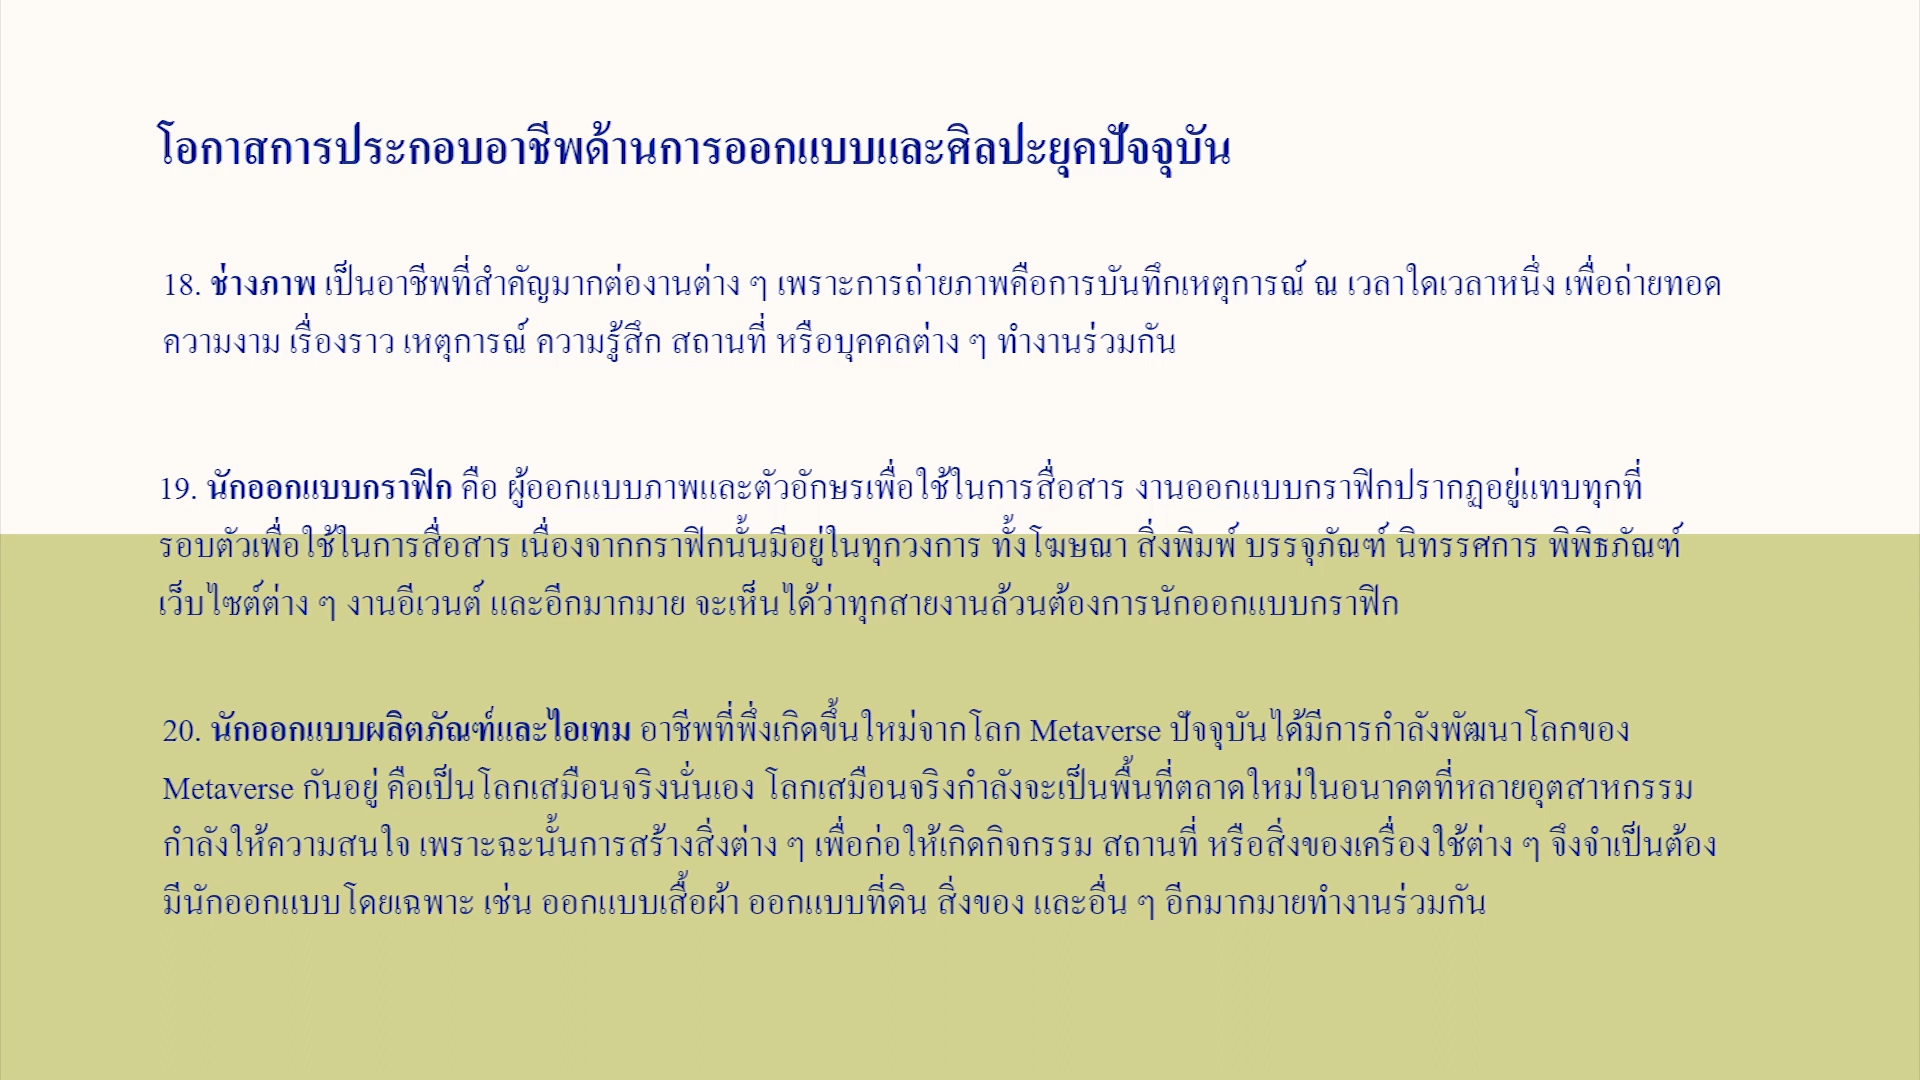 โอกาสการประกอบอาชีพด้านการออกแบบและศิลปะยุคปัจจุบัน
18. ช่างภาพ เป็นอาชีพที่สำคัญมากต่องานต่าง ๆ เพราะการถ่ายภาพคือการบันทึกเหตุการณ์ ณ เวลาใดเวลาหนึ่ง เพื่อถ่ายทอด
ความงาม เรื่องราว เหตุการณ์ ความรู้สึก สถานที่ หรือบุคคลต่าง ๆ ทำงานร่วมกัน
19. นักออกแบบกราฟิก คือ ผู้ออกแบบภาพและตัวอักษรเพื่อใช้ในการสื่อสาร งานออกแบบกราฟิกปรากฏอยู่แทบทุกที่
รอบตัวเพื่อใช้ในการสื่อสาร เนื่องจากกราฟิกนั้นมีอยู่ในทุกวงการ ทั้งโฆษณา สิ่งพิมพ์ บรรจุภัณฑ์ นิทรรศการ พิพิธภัณฑ์
เว็บไซต์ต่าง ๆ งานอีเวนต์ และอีกมากมาย จะเห็นได้ว่าทุกสายงานล้วนต้องการนักออกแบบกราฟิก
20. นักออกแบบผลิตภัณฑ์และไอเทม อาชีพที่พึ่งเกิดขึ้นใหม่จากโลก Metaverse ปัจจุบันได้มีการกำลังพัฒนาโลกของ
Metaverse กันอยู่ คือเป็นโลกเสมือนจริงนั่นเอง โลกเสมือนจริงกำลังจะเป็นพื้นที่ตลาดใหม่ในอนาคตที่หลายอุตสาหกรรม
กำลังให้ความสนใจ เพราะฉะนั้นการสร้างสิ่งต่าง ๆ เพื่อก่อให้เกิดกิจกรรม สถานที่ หรือสิ่งของเครื่องใช้ต่าง ๆ จึงจำเป็นต้อง
มีนักออกแบบโดยเฉพาะ เช่น ออกแบบเสื้อผ้า ออกแบบที่ดิน สิ่งของ และอื่น ๆ อีกมากมายทำงานร่วมกัน